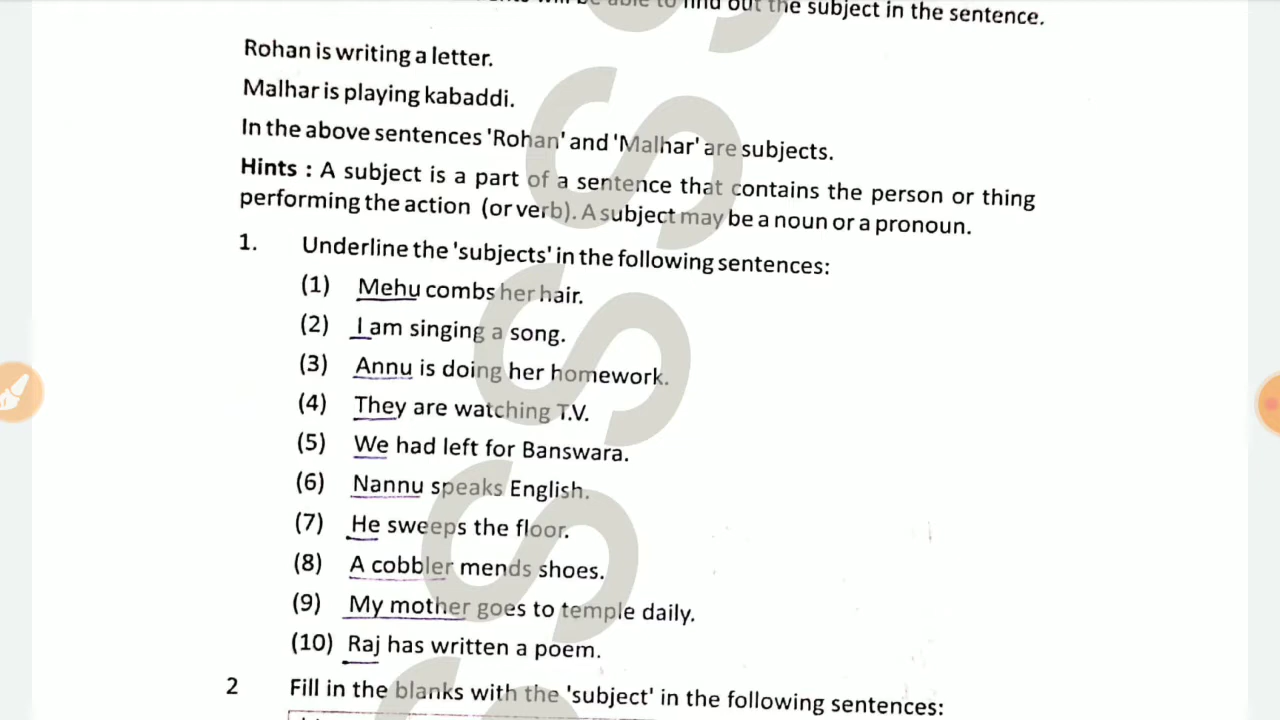 able to find out the subject in the sentence.
Rohan is writing a letter.
Malhar is playing kabaddi.
In the above sentences 'Rohan' and 'Malhar' are subjects.
Hints : A subject is a part of a sentence that contains the person or thing
performing the action (or verb). A subject may be a noun or a pronoun.
1. Underline the 'subjects' in the following sentences:
(1) Mehu combs her hair.
(2) I am singing a song.
(3) Annu is doing her homework.
(4) They are watching T.V.
(5) We had left for Banswara.
(6) Nannu speaks English.
(7) He sweeps the floor.
(8) A cobbler mends shoes.
(9) My mother goes to temple daily.
(10) Raj has written a poem.
2 Fill in the blanks with the 'subject' in the following sentences: